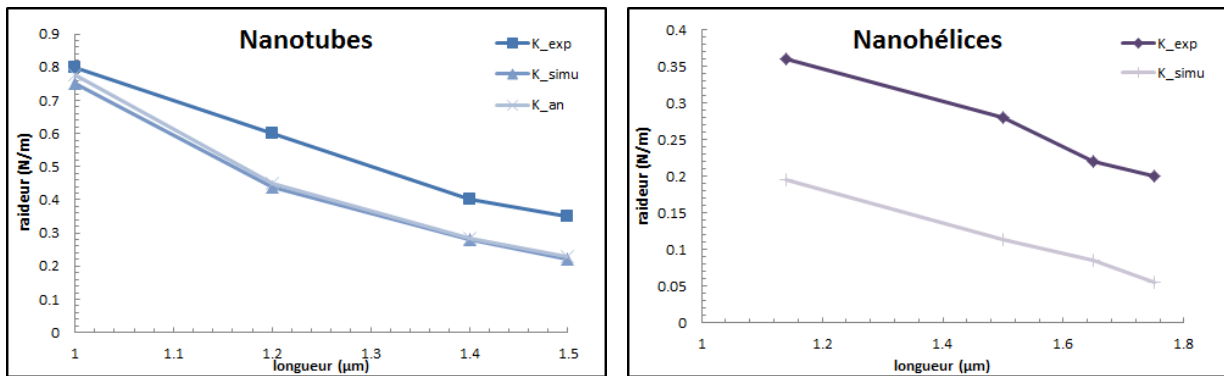 Nanotubes
K_exp
K_simu
K_an
raideur (N/m)
0.9
0.8
0.7
0.6
0.5
0.4
0.3
0.2
0.1
0
1
1.1
1.2
1.3
1.4
1.5
longueur (µm)
Nanohélices
K_exp
K_simu
raideur (N/m)
0.4
0.35
0.3
0.25
0.2
0.15
0.1
0.05
0
1
1.2
1.4
1.6
1.8
longueur (µm)